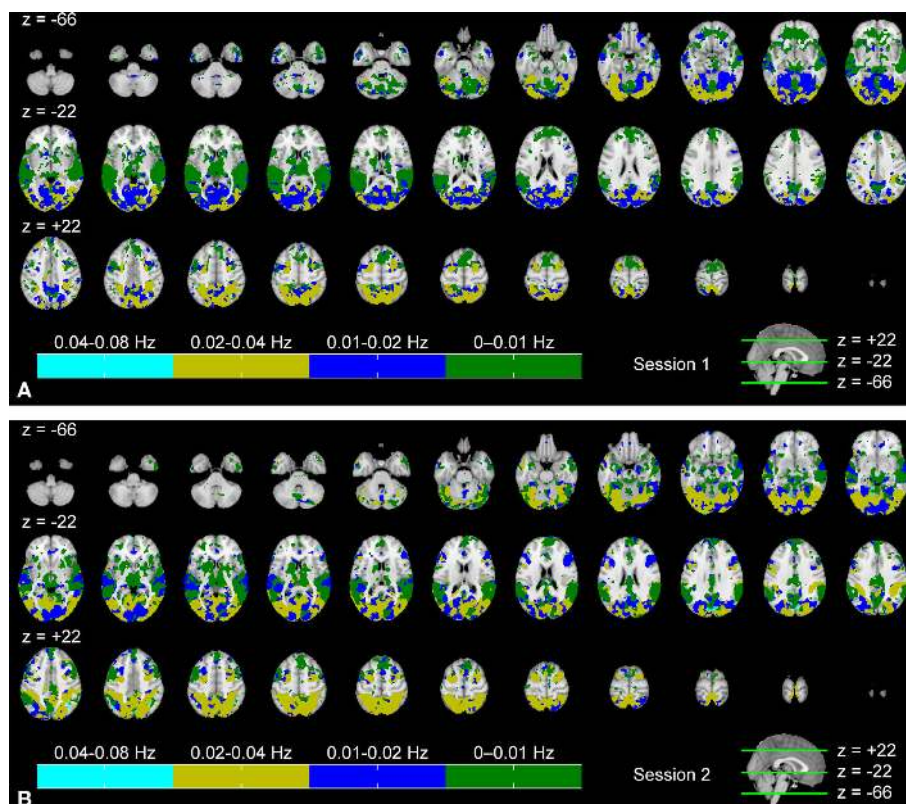 z = -66
z = -22
z = +22
0.04-0.08 Hz 0.02-0.04 Hz 0.01-0.02 Hz 0–0.01 Hz
Session 1
z = +22
z = -22
z = -66
A
z = -66
z = -22
z = +22
0.04-0.08 Hz 0.02-0.04 Hz 0.01-0.02 Hz 0–0.01 Hz
Session 2
z = +22
z = -22
z = -66
B